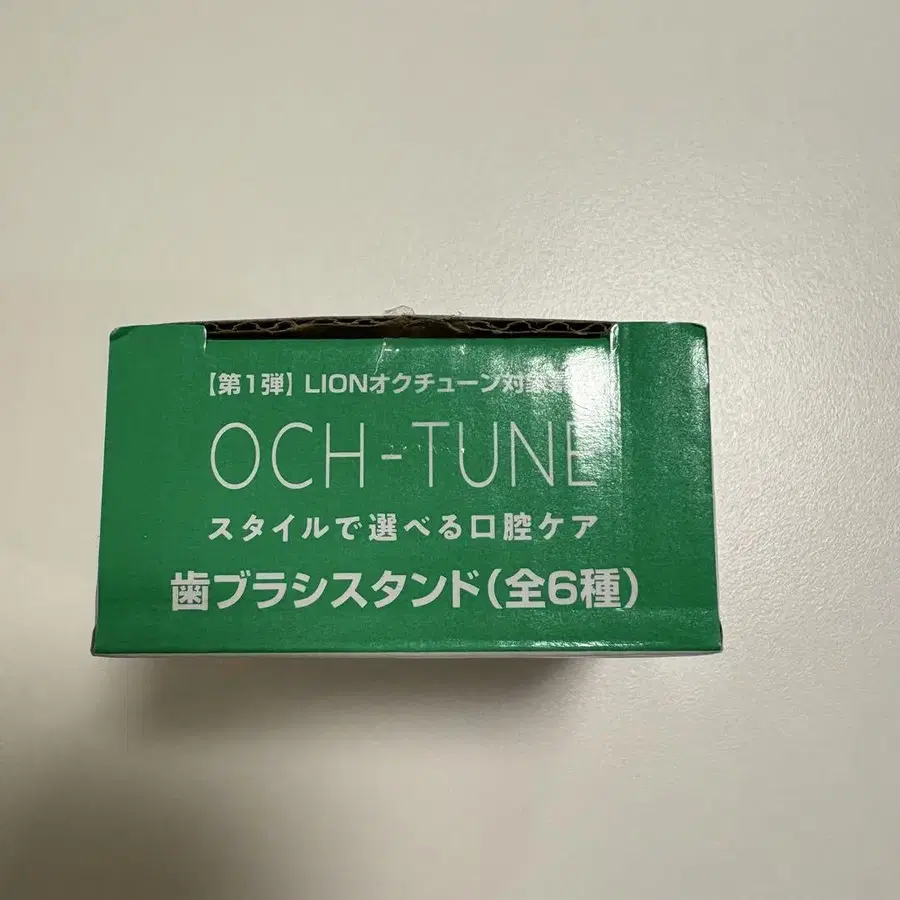 【第1弾】LIONオクチューン対
OCH-TUNE
スタイルで選べる口腔ケア
歯ブラシスタンド(全6種)